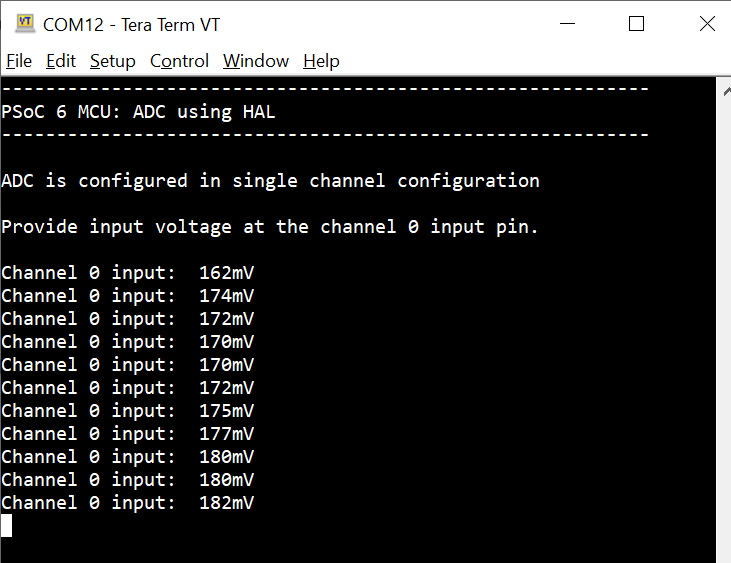 COM12 - Tera Term VT
File Edit Setup Control Window Help
-----------------------------------------------------------
PSoC 6 MCU: ADC using HAL
-----------------------------------------------------------
ADC is configured in single channel configuration
Provide input voltage at the channel 0 input pin.
Channel 0 input:  162mV
Channel 0 input:  174mV
Channel 0 input:  172mV
Channel 0 input:  170mV
Channel 0 input:  170mV
Channel 0 input:  172mV
Channel 0 input:  175mV
Channel 0 input:  177mV
Channel 0 input:  180mV
Channel 0 input:  180mV
Channel 0 input:  182mV